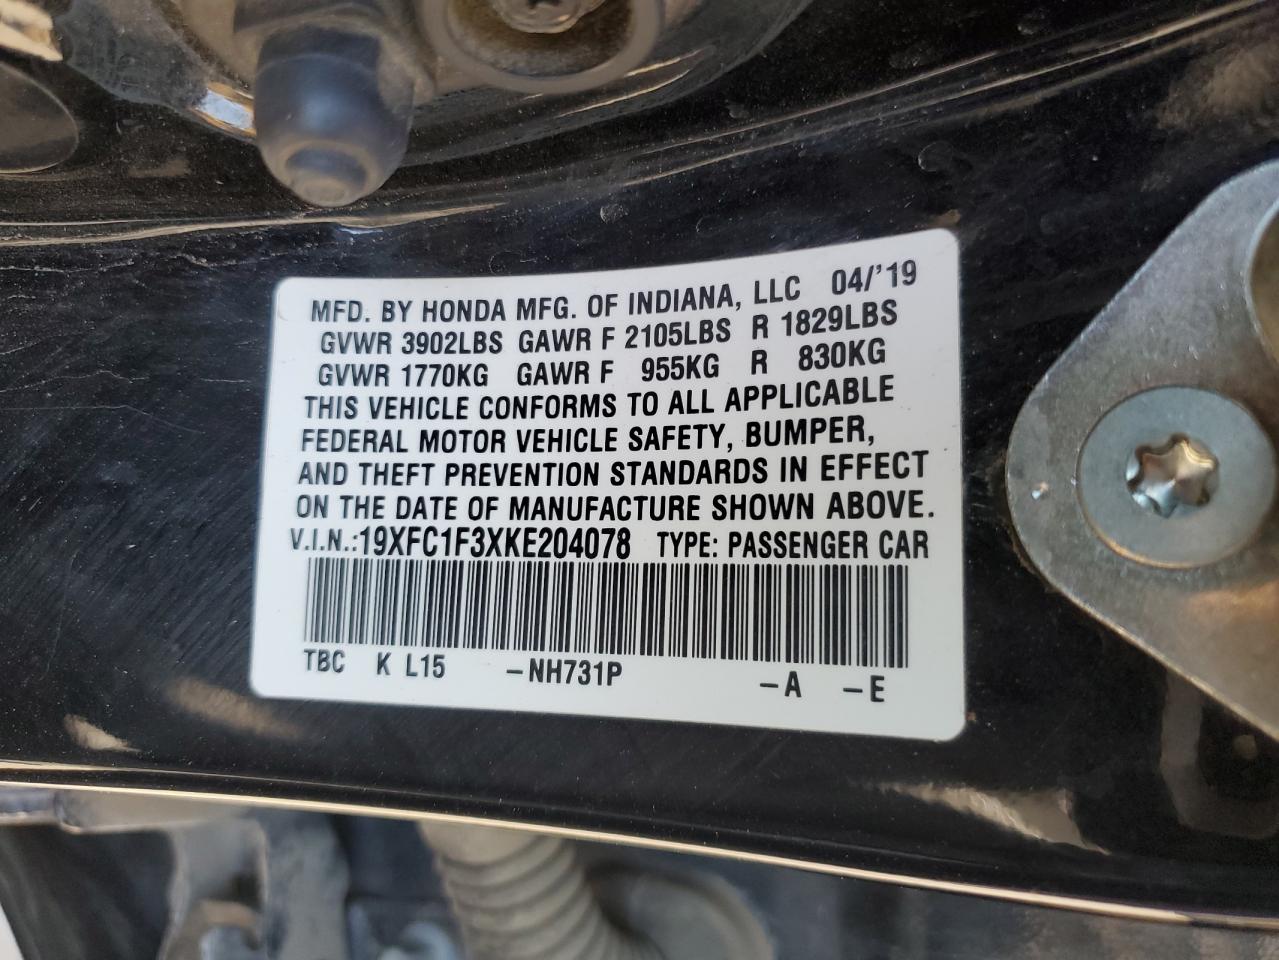 MFD. BY HONDA MFG. OF INDIANA, LLC 04/'19
GVWR 3902LBS GAWR F 2105LBS R 1829LBS
GVWR 1770KG GAWR F 955KG R 830KG
THIS VEHICLE CONFORMS TO ALL APPLICABLE
FEDERAL MOTOR VEHICLE SAFETY, BUMPER,
AND THEFT PREVENTION STANDARDS IN EFFECT
ON THE DATE OF MANUFACTURE SHOWN ABOVE.
V.I.N.:19XFC1F3XKE204078 TYPE: PASSENGER CAR
TBC K L15 -NH731P -A -E